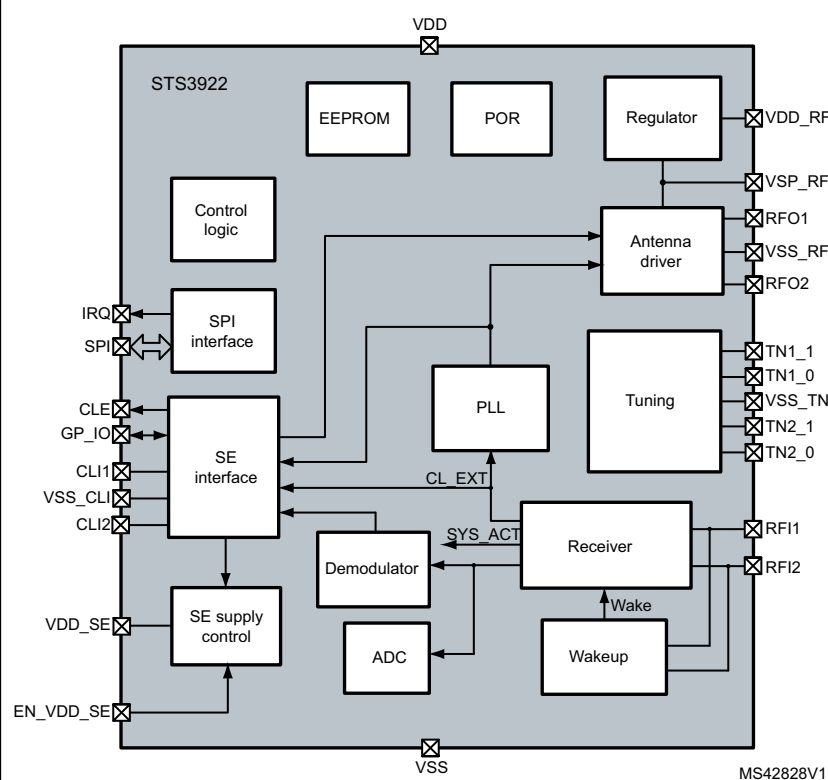 VDD
STS3922
EEPROM
POR
Regulator
VDD_RF
VSP_RF
Control
logic
RFO1
Antenna
driver
VSS_RF
RFO2
IRQ
SPI
interface
SPI
TN1_1
TN1_0
Tuning
VSS_TN
TN2_1
TN2_0
PLL
CLE
GP_IO
SE
interface
CLI1
VSS_CLI
CLI2
CL_EXT
SYS_ACT
Receiver
RFI1
RFI2
Demodulator
Wake
VDD_SE
SE supply
control
ADC
Wakeup
EN_VDD_SE
VSS
MS42828V1